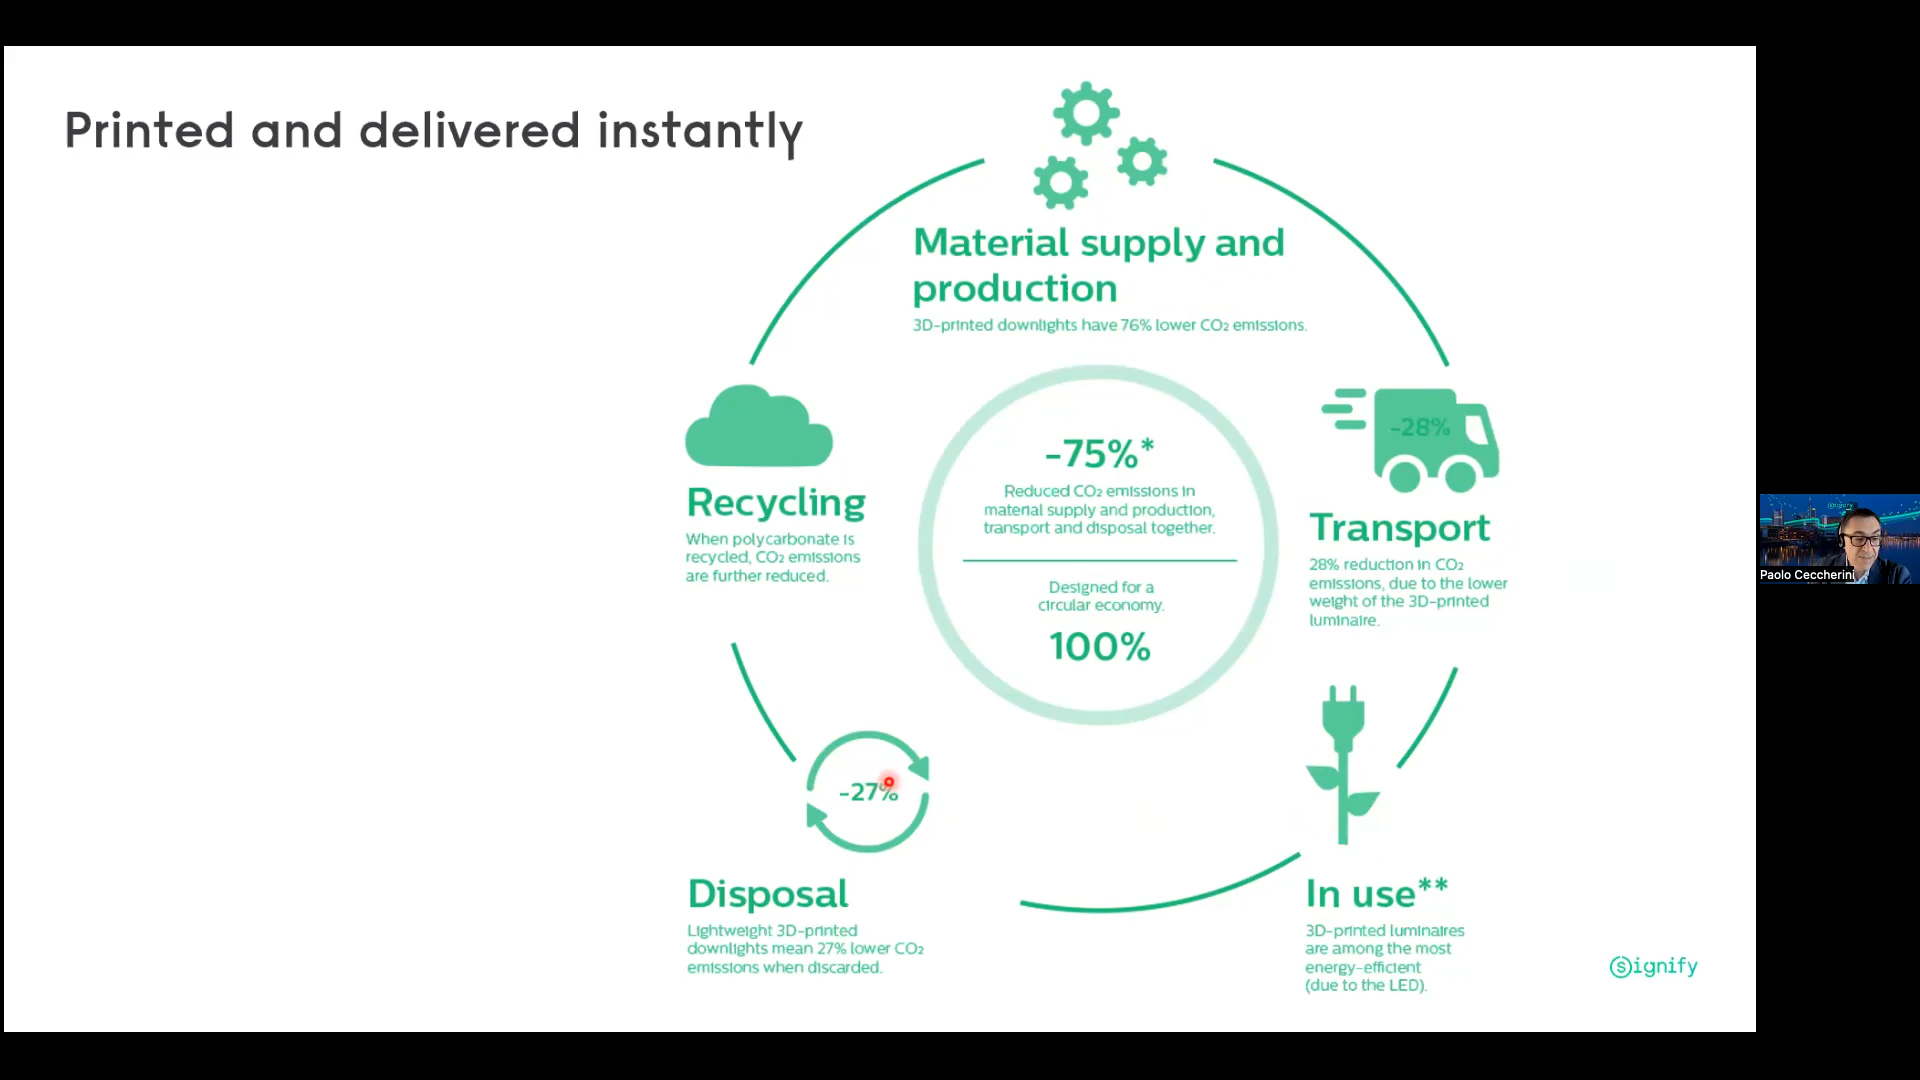 Printed and delivered instantly
Material supply and
production
3D-printed downlights have 76% lower CO₂ emissions.
Recycling
When polycarbonate is
recycled, CO₂ emissions
are further reduced.
-75%*
Reduced CO₂ emissions in
material supply and production,
transport and disposal together.
Designed for a
circular economy.
100%
-28%
Transport
28% reduction in CO₂
emissions, due to the lower
weight of the 3D-printed
luminaire.
-27%
Disposal
Lightweight 3D-printed
downlights mean 27% lower CO₂
emissions when discarded.
In use**
3D-printed luminaires
are among the most
energy-efficient
(due to the LED).
Signify
Signify
Paolo Ceccherini